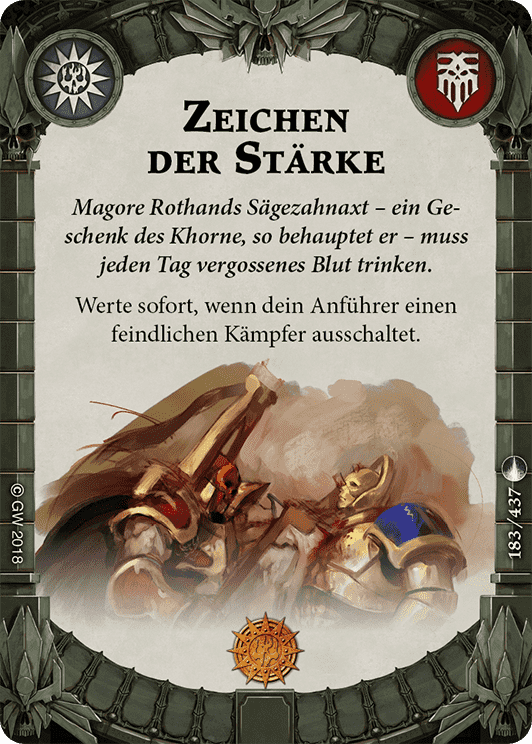 Zeichen
der Stärke
Magore Rothands Sägezahnaxt – ein Ge-
schenk des Khorne, so behauptet er – muss
jeden Tag vergossenes Blut trinken.
Werte sofort, wenn dein Anführer einen
feindlichen Kämpfer ausschaltet.
© GW 2018
183/437